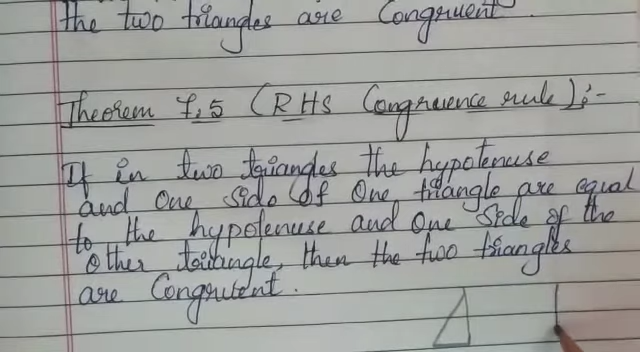 the two triangles are Congruent
Theorem 7.5 (RHS Congruence rule):-
If in two triangles the hypotenuse
and one side of One triangle are equal
to the hypotenuse and one side of the
Other triangle, then the two triangles
are Congruent.